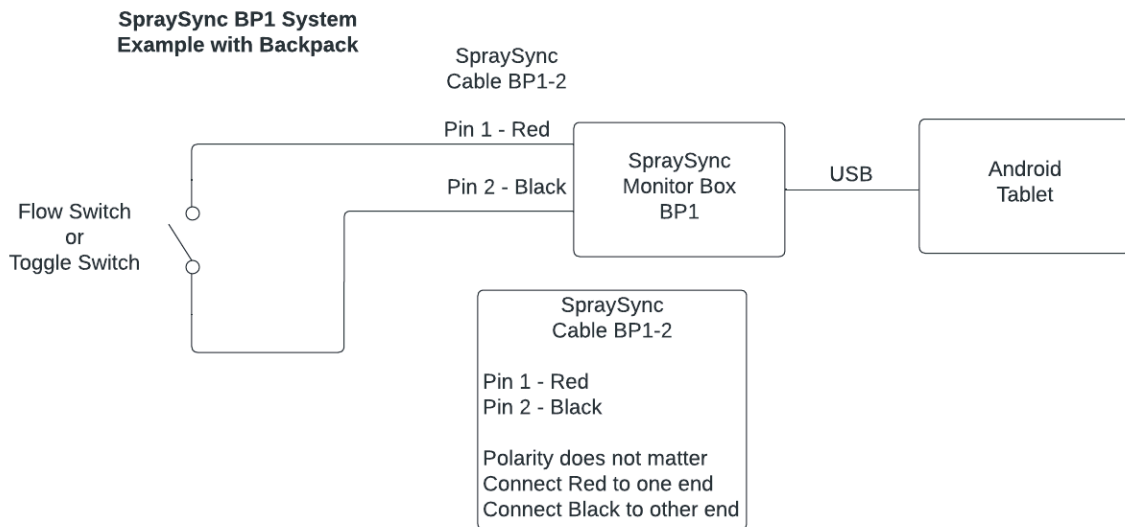 SpraySync BP1 System
Example with Backpack
SpraySync
Cable BP1-2
Pin 1 - Red
Pin 2 - Black
SpraySync
Monitor Box
BP1
USB
Android
Tablet
Flow Switch
or
Toggle Switch
SpraySync
Cable BP1-2
Pin 1 - Red
Pin 2 - Black
Polarity does not matter
Connect Red to one end
Connect Black to other end